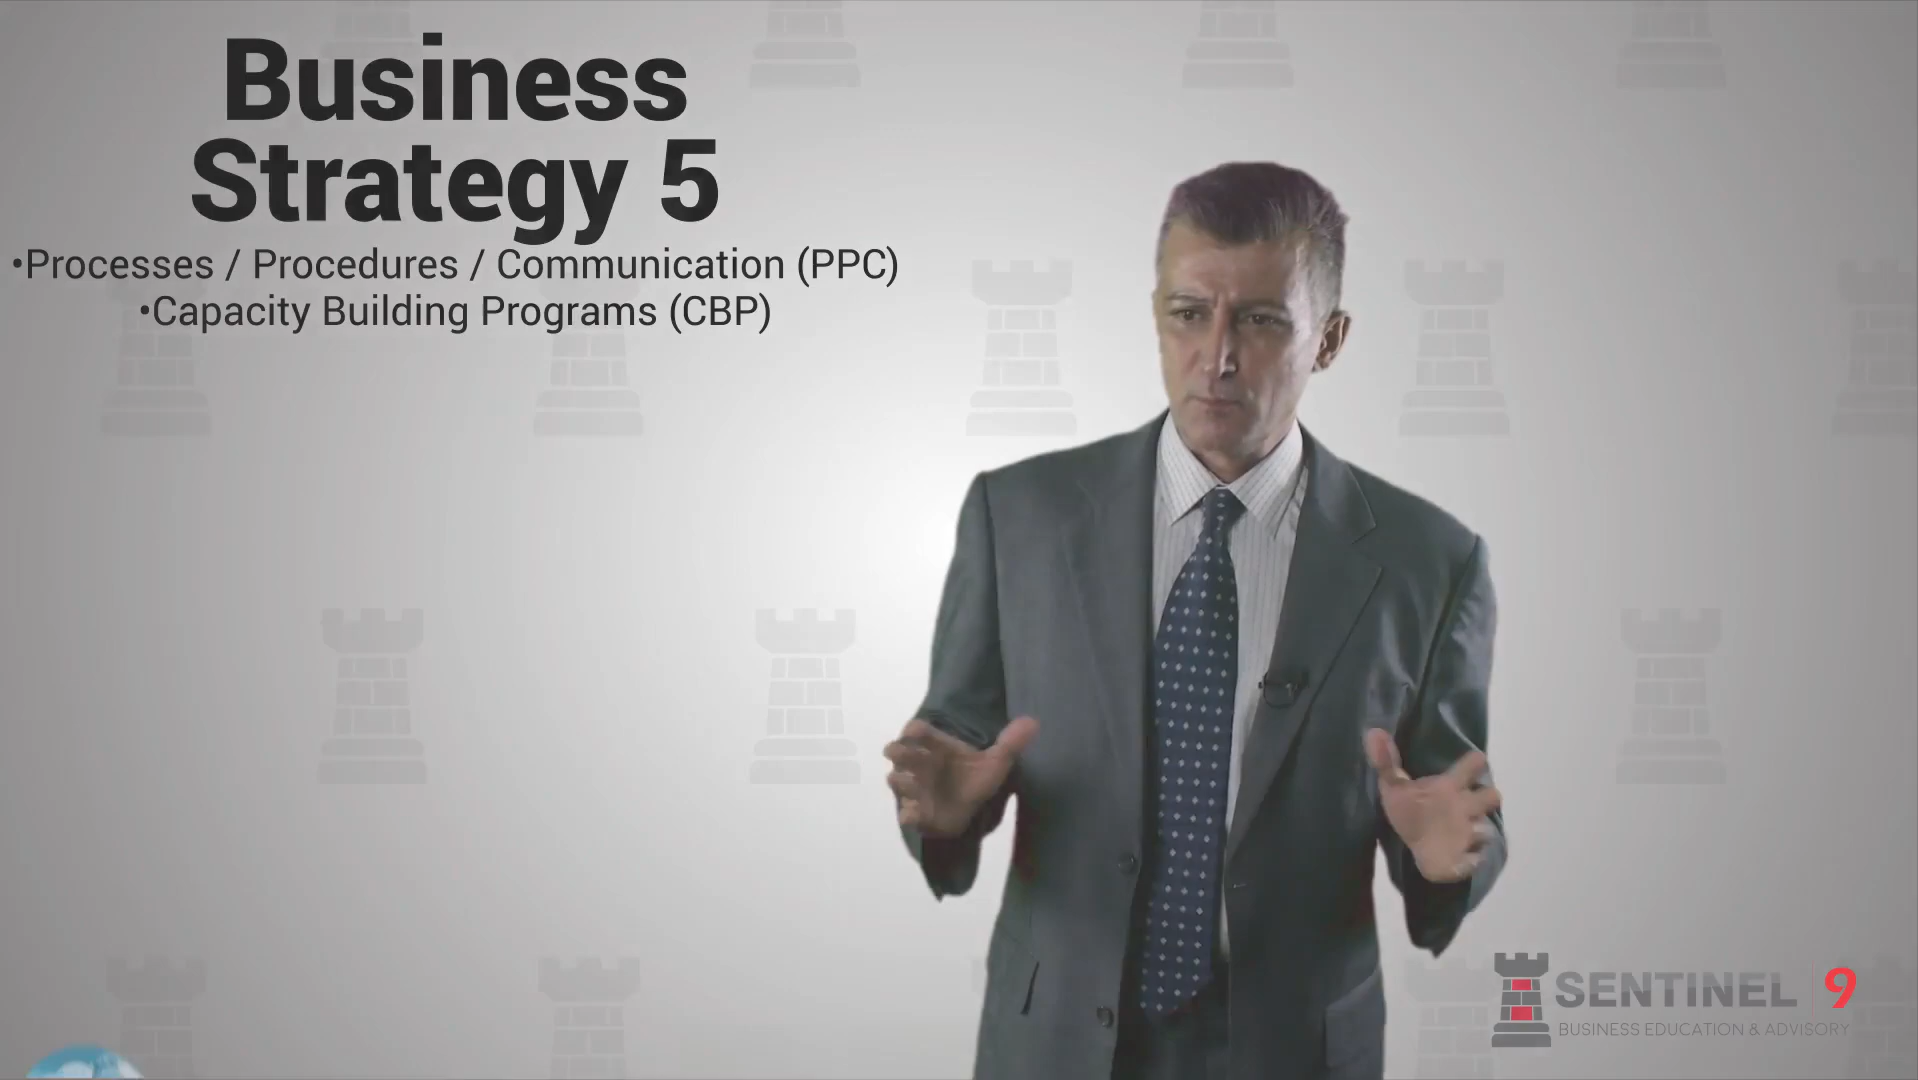 Business
Strategy 5
•Processes / Procedures / Communication (PPC)
•Capacity Building Programs (CBP)
SENTINEL 9
BUSINESS EDUCATION & ADVISORY